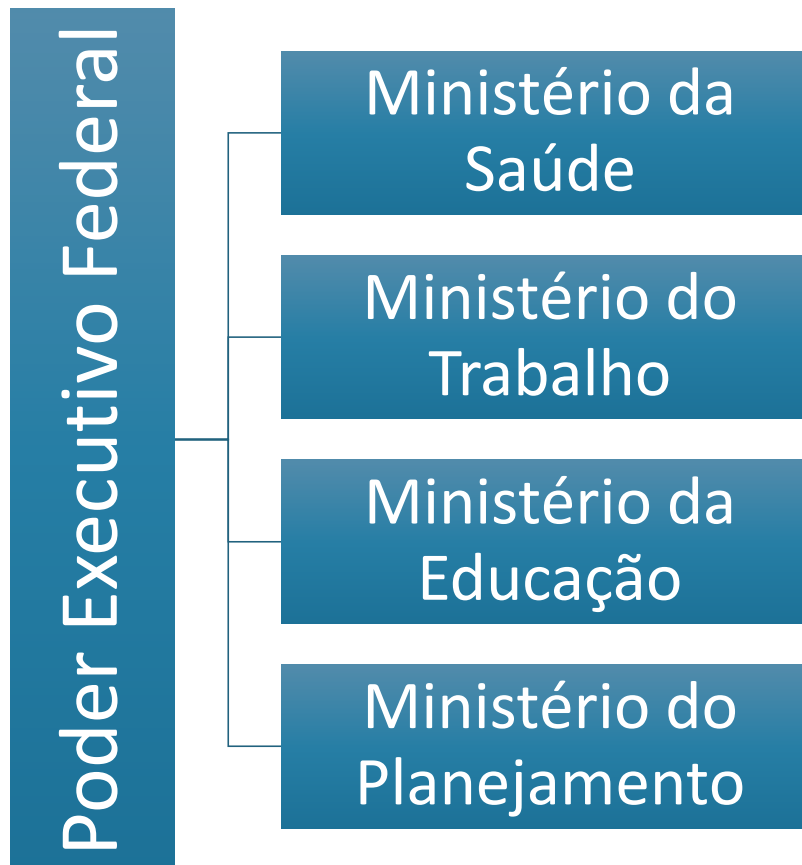 Poder Executivo Federal
Ministério da
Saúde
Ministério do
Trabalho
Ministério da
Educação
Ministério do
Planejamento